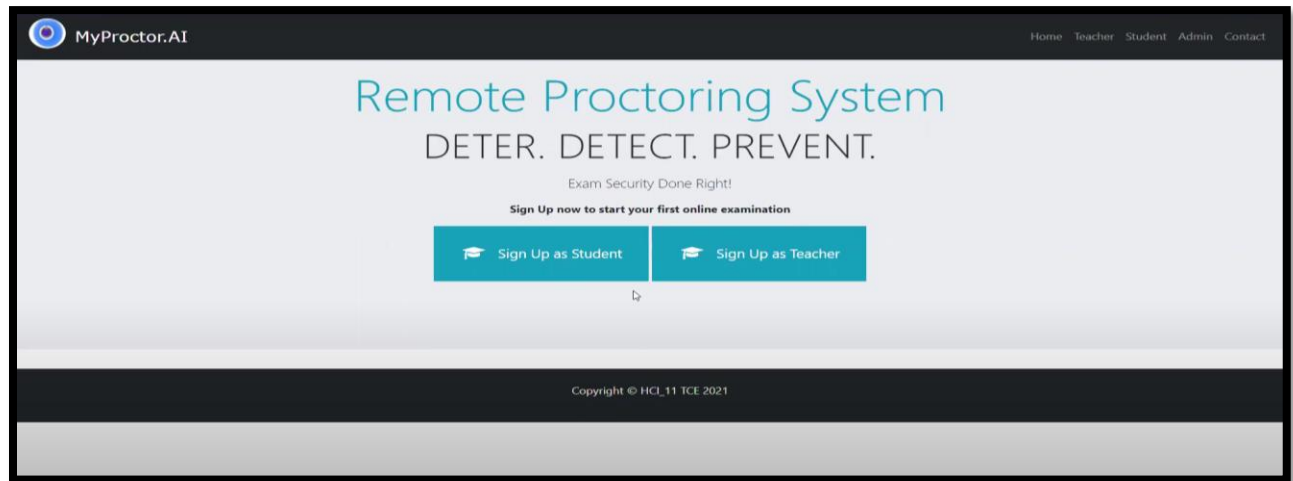 MyProctor.AI
Home Teacher Student Admin Contact
Remote Proctoring System
DETER. DETECT. PREVENT.
Exam Security Done Right!
Sign Up now to start your first online examination
Sign Up as Student
Sign Up as Teacher
Copyright © HCI_11 TCE 2021